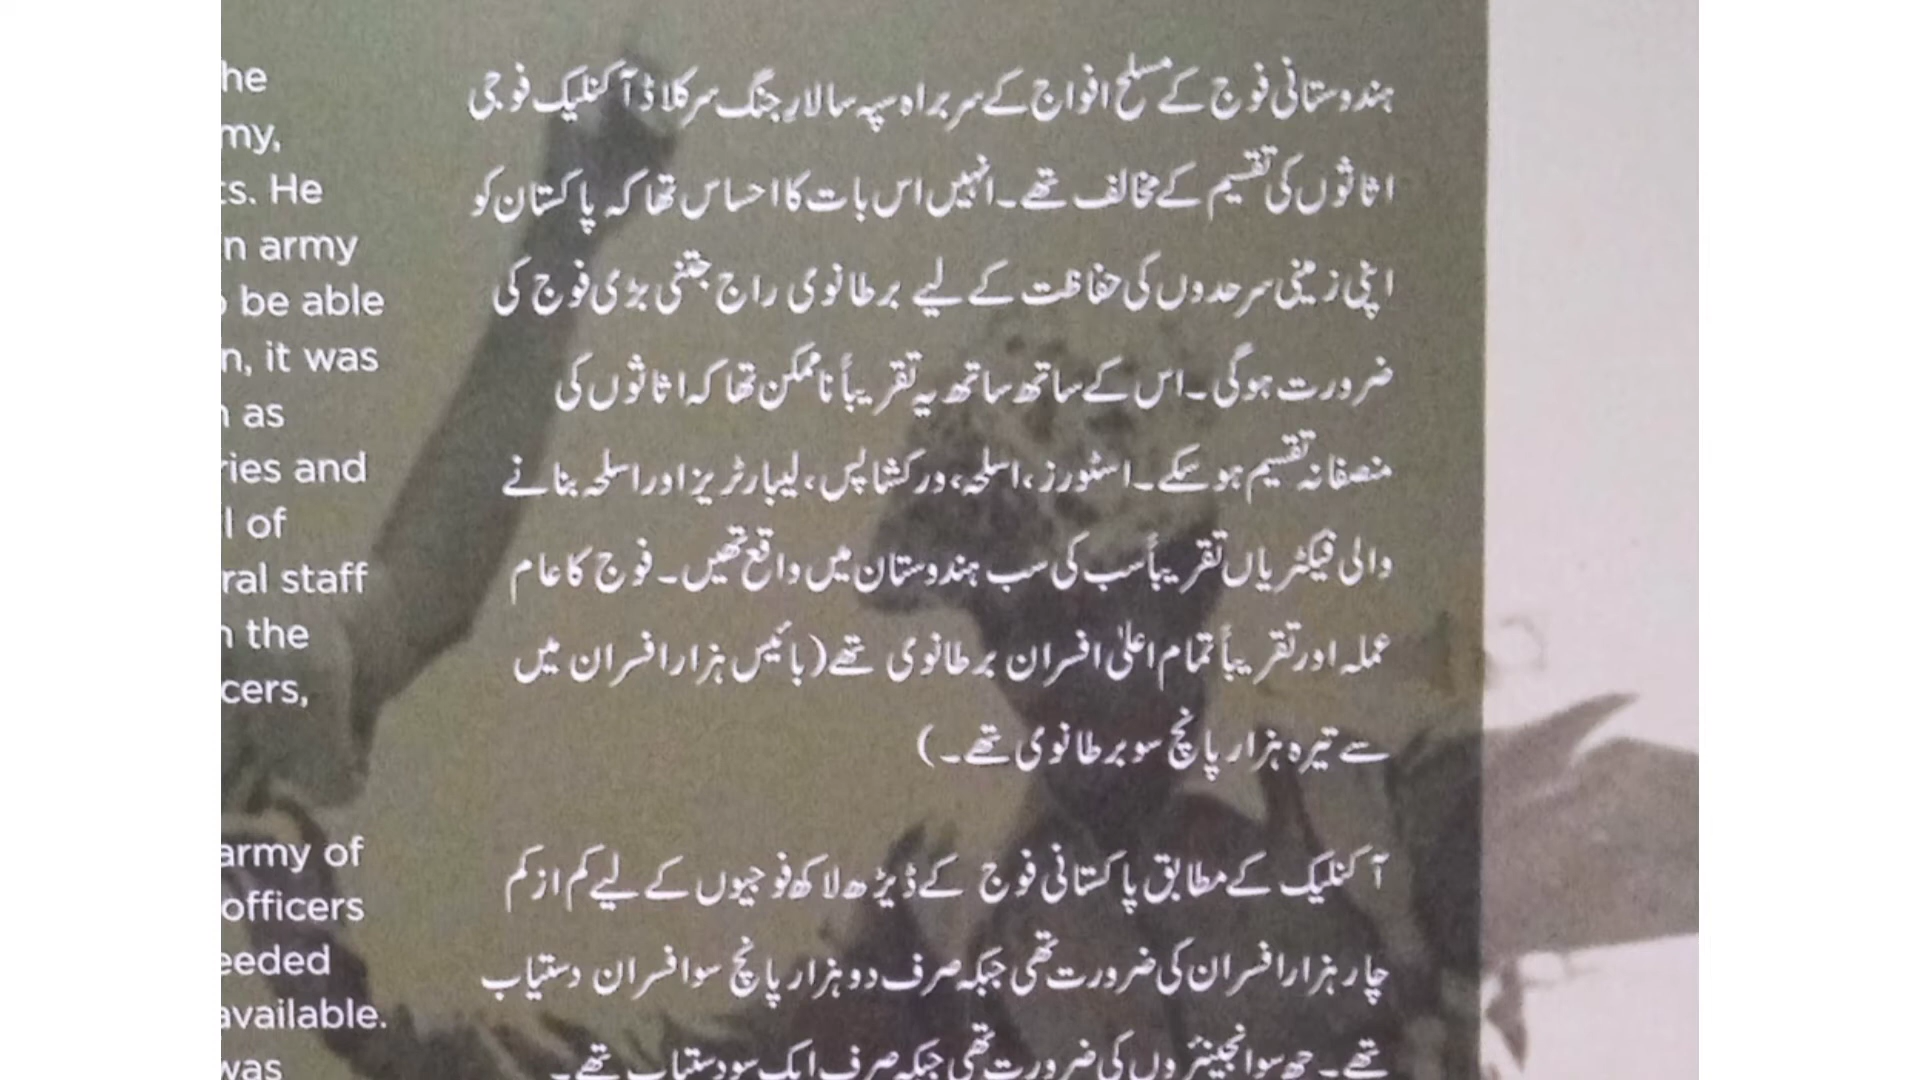 he
my,
ts. He
n army
be able
n, it was
as
ries and
l of
ral staff
the
cers,
army of
officers
eeded
available.
was
ہندوستانی فوج کے مسلح افواج کے سربراہ سپہ سالارِ جنگ سر کلاڈ آکنلیک فوجی
اثاثوں کی تقسیم کے مخالف تھے۔ انہیں اس بات کا احساس تھا کہ پاکستان کو
اپنی زمینی سرحدوں کی حفاظت کے لیے برطانوی راج جتنی بڑی فوج کی
ضرورت ہوگی۔ اس کے ساتھ ساتھ یہ تقریباً ناممکن تھا کہ اثاثوں کی
منصفانہ تقسیم ہو سکے۔ اسٹورز، اسلحہ، ورکشاپس، لیبارٹریز اور اسلحہ بنانے
والی فیکٹریاں تقریباً سب کی سب ہندوستان میں واقع تھیں۔ فوج کا عام
عملہ اور تقریباً تمام اعلیٰ افسران برطانوی تھے (بائیس ہزار افسران میں
سے تیرہ ہزار پانچ سو برطانوی تھے۔)
آکنلیک کے مطابق پاکستانی فوج کے ڈیڑھ لاکھ فوجیوں کے لیے کم از کم
چار ہزار افسران کی ضرورت تھی جبکہ صرف دو ہزار پانچ سو افسران دستیاب
تھے۔ چھ سو انجینئروں کی ضرورت تھی جبکہ صرف ایک سو دستیاب تھے۔